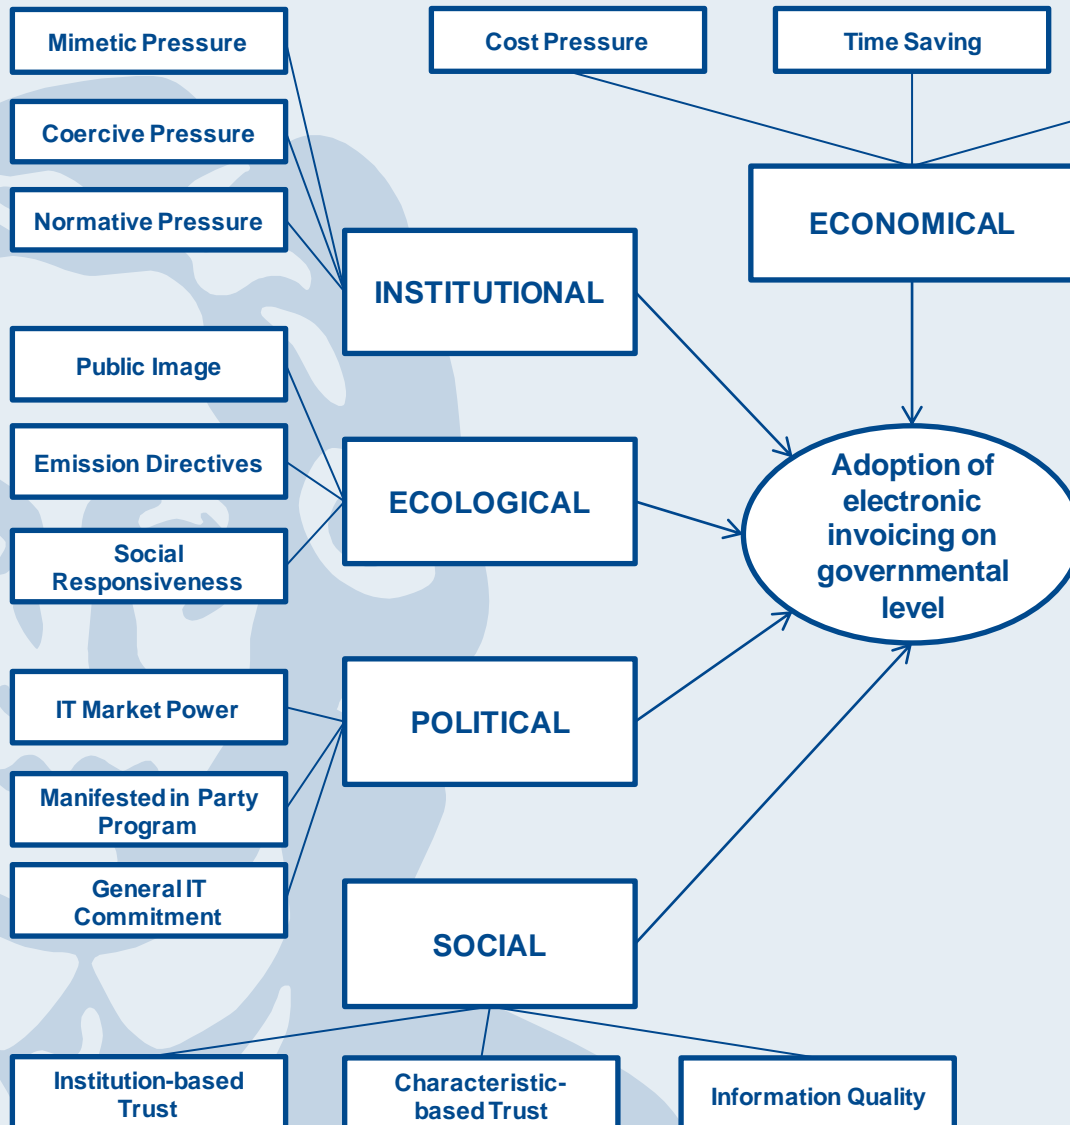 Mimetic Pressure
Cost Pressure
Time Saving
Coercive Pressure
Normative Pressure
ECONOMICAL
INSTITUTIONAL
Public Image
Emission Directives
Social
Responsiveness
ECOLOGICAL
Adoption of
electronic
invoicing on
governmental
level
IT Market Power
Manifested in Party
Program
General IT
Commitment
POLITICAL
SOCIAL
Institution-based
Trust
Characteristic-
based Trust
Information Quality